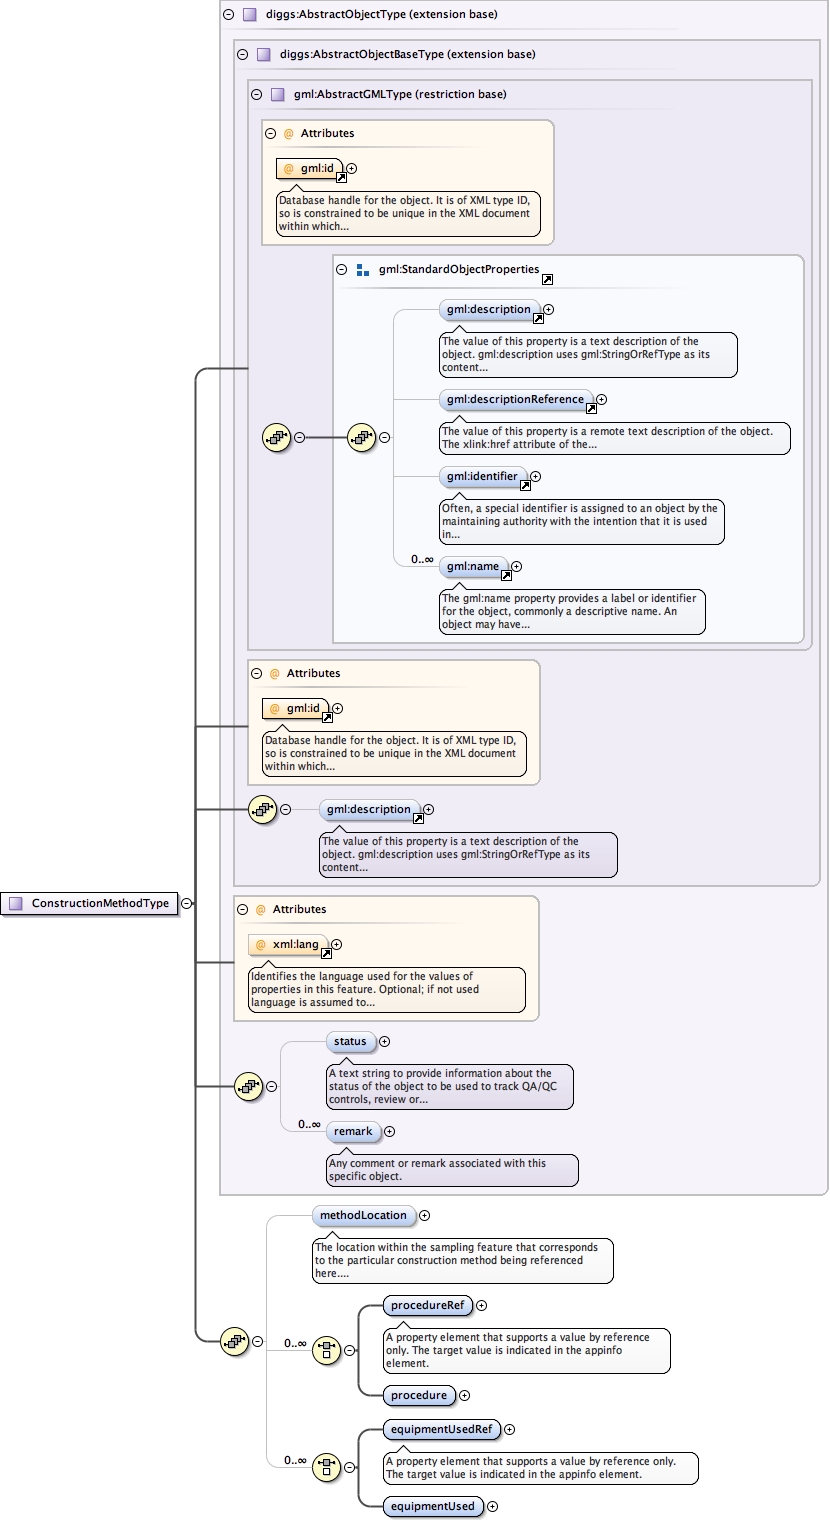 diggs:AbstractObjectType (extension base)
diggs:AbstractObjectBaseType (extension base)
gml:AbstractGMLType (restriction base)
@ Attributes
@ gml:id
Database handle for the object. It is of XML type ID,
so is constrained to be unique in the XML document
within which...
gml:StandardObjectProperties
gml:description
The value of this property is a text description of the
object. gml:description uses gml:StringOrRefType as its
content...
gml:descriptionReference
The value of this property is a remote text description of the object.
The xlink:href attribute of the...
gml:identifier
Often, a special identifier is assigned to an object by the
maintaining authority with the intention that it is used
in...
0..∞ gml:name
The gml:name property provides a label or identifier
for the object, commonly a descriptive name. An
object may have...
@ Attributes
@ gml:id
Database handle for the object. It is of XML type ID,
so is constrained to be unique in the XML document
within which...
gml:description
The value of this property is a text description of the
object. gml:description uses gml:StringOrRefType as its
content...
ConstructionMethodType
@ Attributes
@ xml:lang
Identifies the language used for the values of
properties in this feature. Optional; if not used
language is assumed to...
status
A text string to provide information about the
status of the object to be used to track QA/QC
controls, review or...
0..∞ remark
Any comment or remark associated with this
specific object.
methodLocation
The location within the sampling feature that corresponds
to the particular construction method being referenced
here....
procedureRef
A property element that supports a value by reference
only. The target value is indicated in the appinfo
element.
0..∞
procedure
equipmentUsedRef
A property element that supports a value by reference only.
The target value is indicated in the appinfo element.
0..∞
equipmentUsed